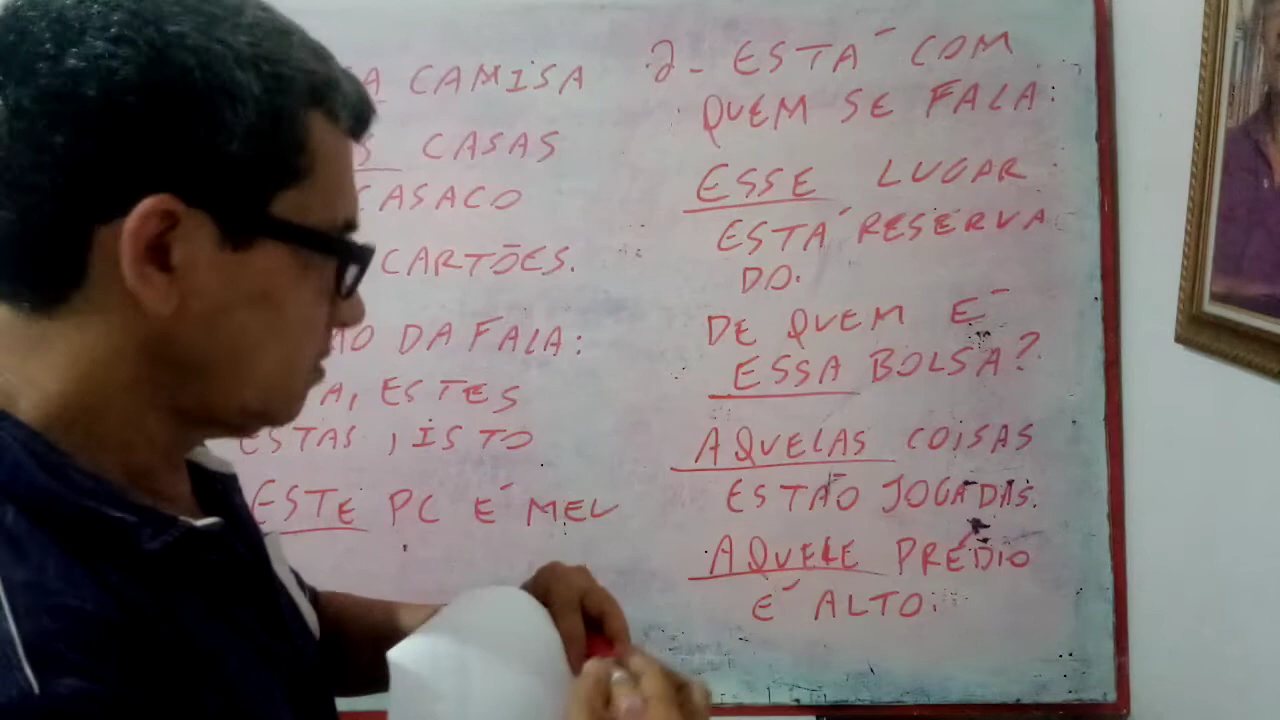 CAMISA
CASAS
CASACO
CARTÕES.
DA FALA:
ESTES
ESTAS, ISTO
ESTE PC É MEU
2- ESTÁ COM
QUEM SE FALA:
ESSE LUGAR
ESTÁ RESERVA
DO.
DE QUEM É
ESSA BOLSA?
AQUELAS COISAS
ESTÃO JOGADAS.
AQUELE PRÉDIO
É ALTO.